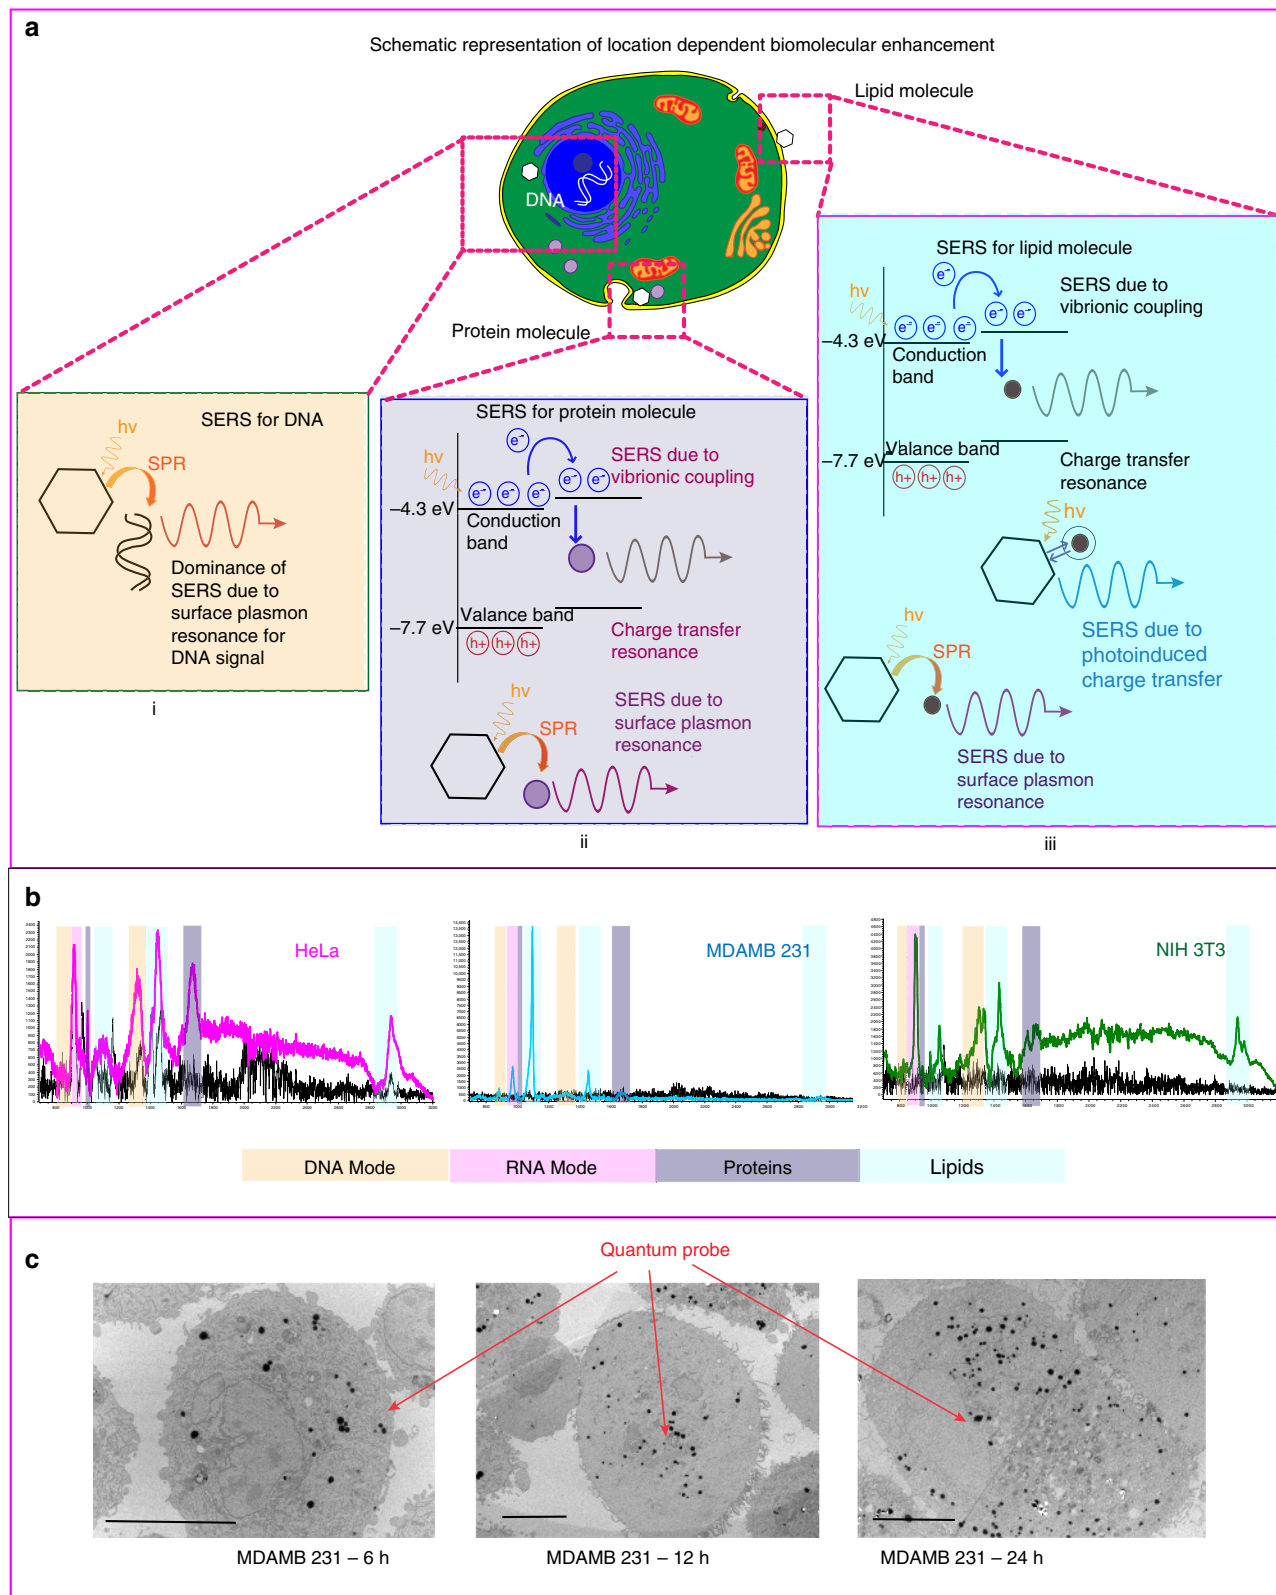 a
Schematic representation of location dependent biomolecular enhancement
Lipid molecule
DNA
Protein molecule
SERS for DNA
hv
SPR
Dominance of
SERS due to
surface plasmon
resonance for
DNA signal
i
SERS for protein molecule
e-
hv
SERS due to
vibrionic coupling
e- e- e- e- e-
–4.3 eV
Conduction
band
Valance band
–7.7 eV
h+ h+ h+
Charge transfer
resonance
hv
SPR
SERS due to
surface plasmon
resonance
ii
SERS for lipid molecule
e-
hv
SERS due to
vibrionic coupling
e- e- e- e- e-
–4.3 eV
Conduction
band
Valance band
–7.7 eV
h+ h+ h+
Charge transfer
resonance
hv
SERS due to
photoinduced
charge transfer
hv
SPR
SERS due to
surface plasmon
resonance
iii
b
HeLa
MDAMB 231
NIH 3T3
DNA Mode
RNA Mode
Proteins
Lipids
c
Quantum probe
MDAMB 231 – 6 h
MDAMB 231 – 12 h
MDAMB 231 – 24 h